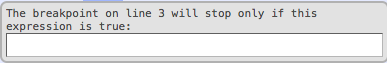 The breakpoint on line 3 will stop only if this
expression is true: